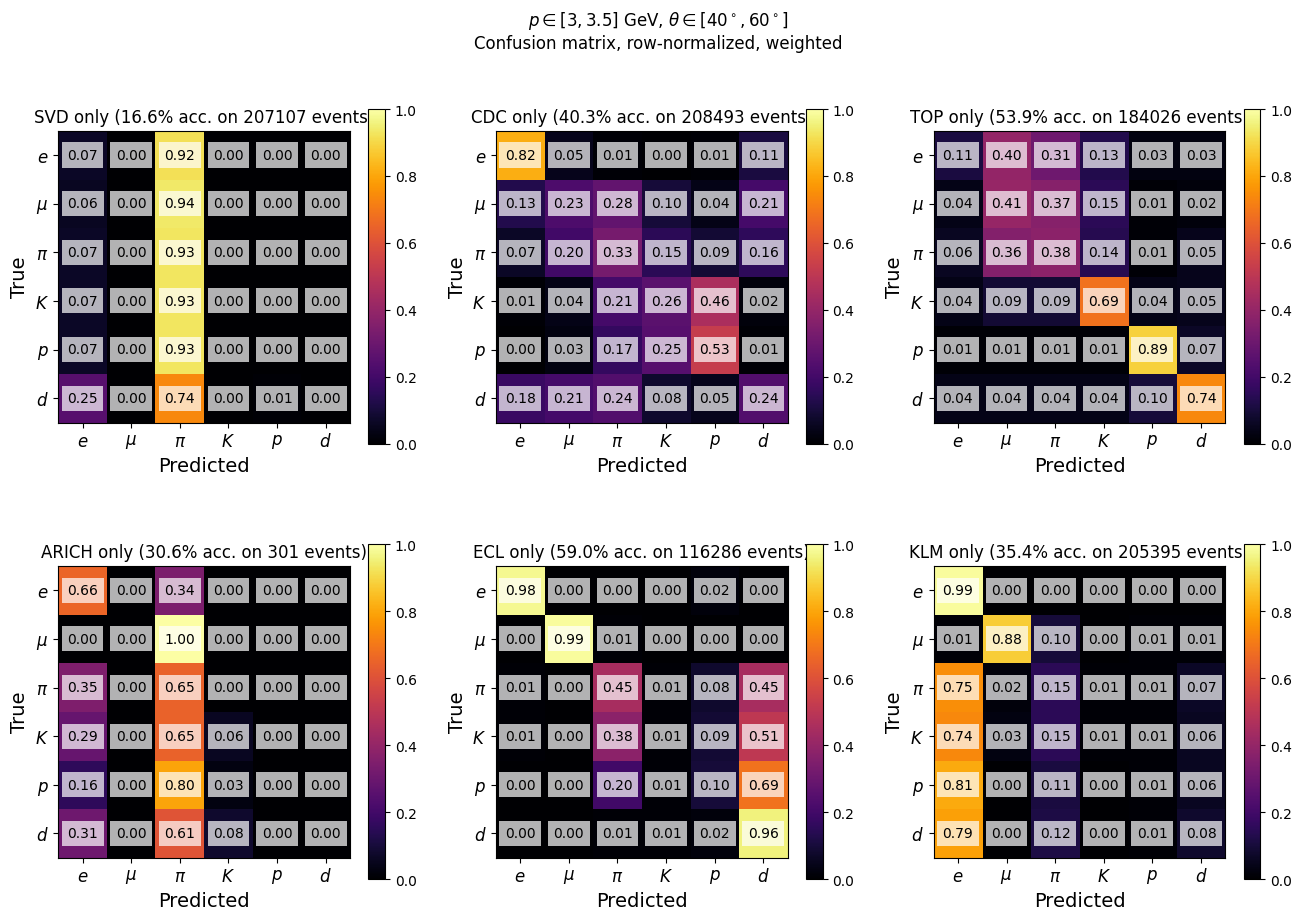 p ∈ [3, 3.5] GeV, θ ∈ [40°, 60°]
Confusion matrix, row-normalized, weighted
SVD only (16.6% acc. on 207107 events
True
e 0.07 0.00 0.92 0.00 0.00 0.00
μ 0.06 0.00 0.94 0.00 0.00 0.00
π 0.07 0.00 0.93 0.00 0.00 0.00
K 0.07 0.00 0.93 0.00 0.00 0.00
p 0.07 0.00 0.93 0.00 0.00 0.00
d 0.25 0.00 0.74 0.00 0.01 0.00
e μ π K p d
Predicted
1.0
0.8
0.6
0.4
0.2
0.0
CDC only (40.3% acc. on 208493 events
True
e 0.82 0.05 0.01 0.00 0.01 0.11
μ 0.13 0.23 0.28 0.10 0.04 0.21
π 0.07 0.20 0.33 0.15 0.09 0.16
K 0.01 0.04 0.21 0.26 0.46 0.02
p 0.00 0.03 0.17 0.25 0.53 0.01
d 0.18 0.21 0.24 0.08 0.05 0.24
e μ π K p d
Predicted
1.0
0.8
0.6
0.4
0.2
0.0
TOP only (53.9% acc. on 184026 events
True
e 0.11 0.40 0.31 0.13 0.03 0.03
μ 0.04 0.41 0.37 0.15 0.01 0.02
π 0.06 0.36 0.38 0.14 0.01 0.05
K 0.04 0.09 0.09 0.69 0.04 0.05
p 0.01 0.01 0.01 0.01 0.89 0.07
d 0.04 0.04 0.04 0.04 0.10 0.74
e μ π K p d
Predicted
1.0
0.8
0.6
0.4
0.2
0.0
ARICH only (30.6% acc. on 301 events)
True
e 0.66 0.00 0.34 0.00 0.00 0.00
μ 0.00 0.00 1.00 0.00 0.00 0.00
π 0.35 0.00 0.65 0.00 0.00 0.00
K 0.29 0.00 0.65 0.06 0.00 0.00
p 0.16 0.00 0.80 0.03 0.00 0.00
d 0.31 0.00 0.61 0.08 0.00 0.00
e μ π K p d
Predicted
1.0
0.8
0.6
0.4
0.2
0.0
ECL only (59.0% acc. on 116286 events)
True
e 0.98 0.00 0.00 0.00 0.02 0.00
μ 0.00 0.99 0.01 0.00 0.00 0.00
π 0.01 0.00 0.45 0.01 0.08 0.45
K 0.01 0.00 0.38 0.01 0.09 0.51
p 0.00 0.00 0.20 0.01 0.10 0.69
d 0.00 0.00 0.01 0.01 0.02 0.96
e μ π K p d
Predicted
1.0
0.8
0.6
0.4
0.2
0.0
KLM only (35.4% acc. on 205395 events
True
e 0.99 0.00 0.00 0.00 0.00 0.00
μ 0.01 0.88 0.10 0.00 0.01 0.01
π 0.75 0.02 0.15 0.01 0.01 0.07
K 0.74 0.03 0.15 0.01 0.01 0.06
p 0.81 0.00 0.11 0.00 0.01 0.06
d 0.79 0.00 0.12 0.00 0.01 0.08
e μ π K p d
Predicted
1.0
0.8
0.6
0.4
0.2
0.0